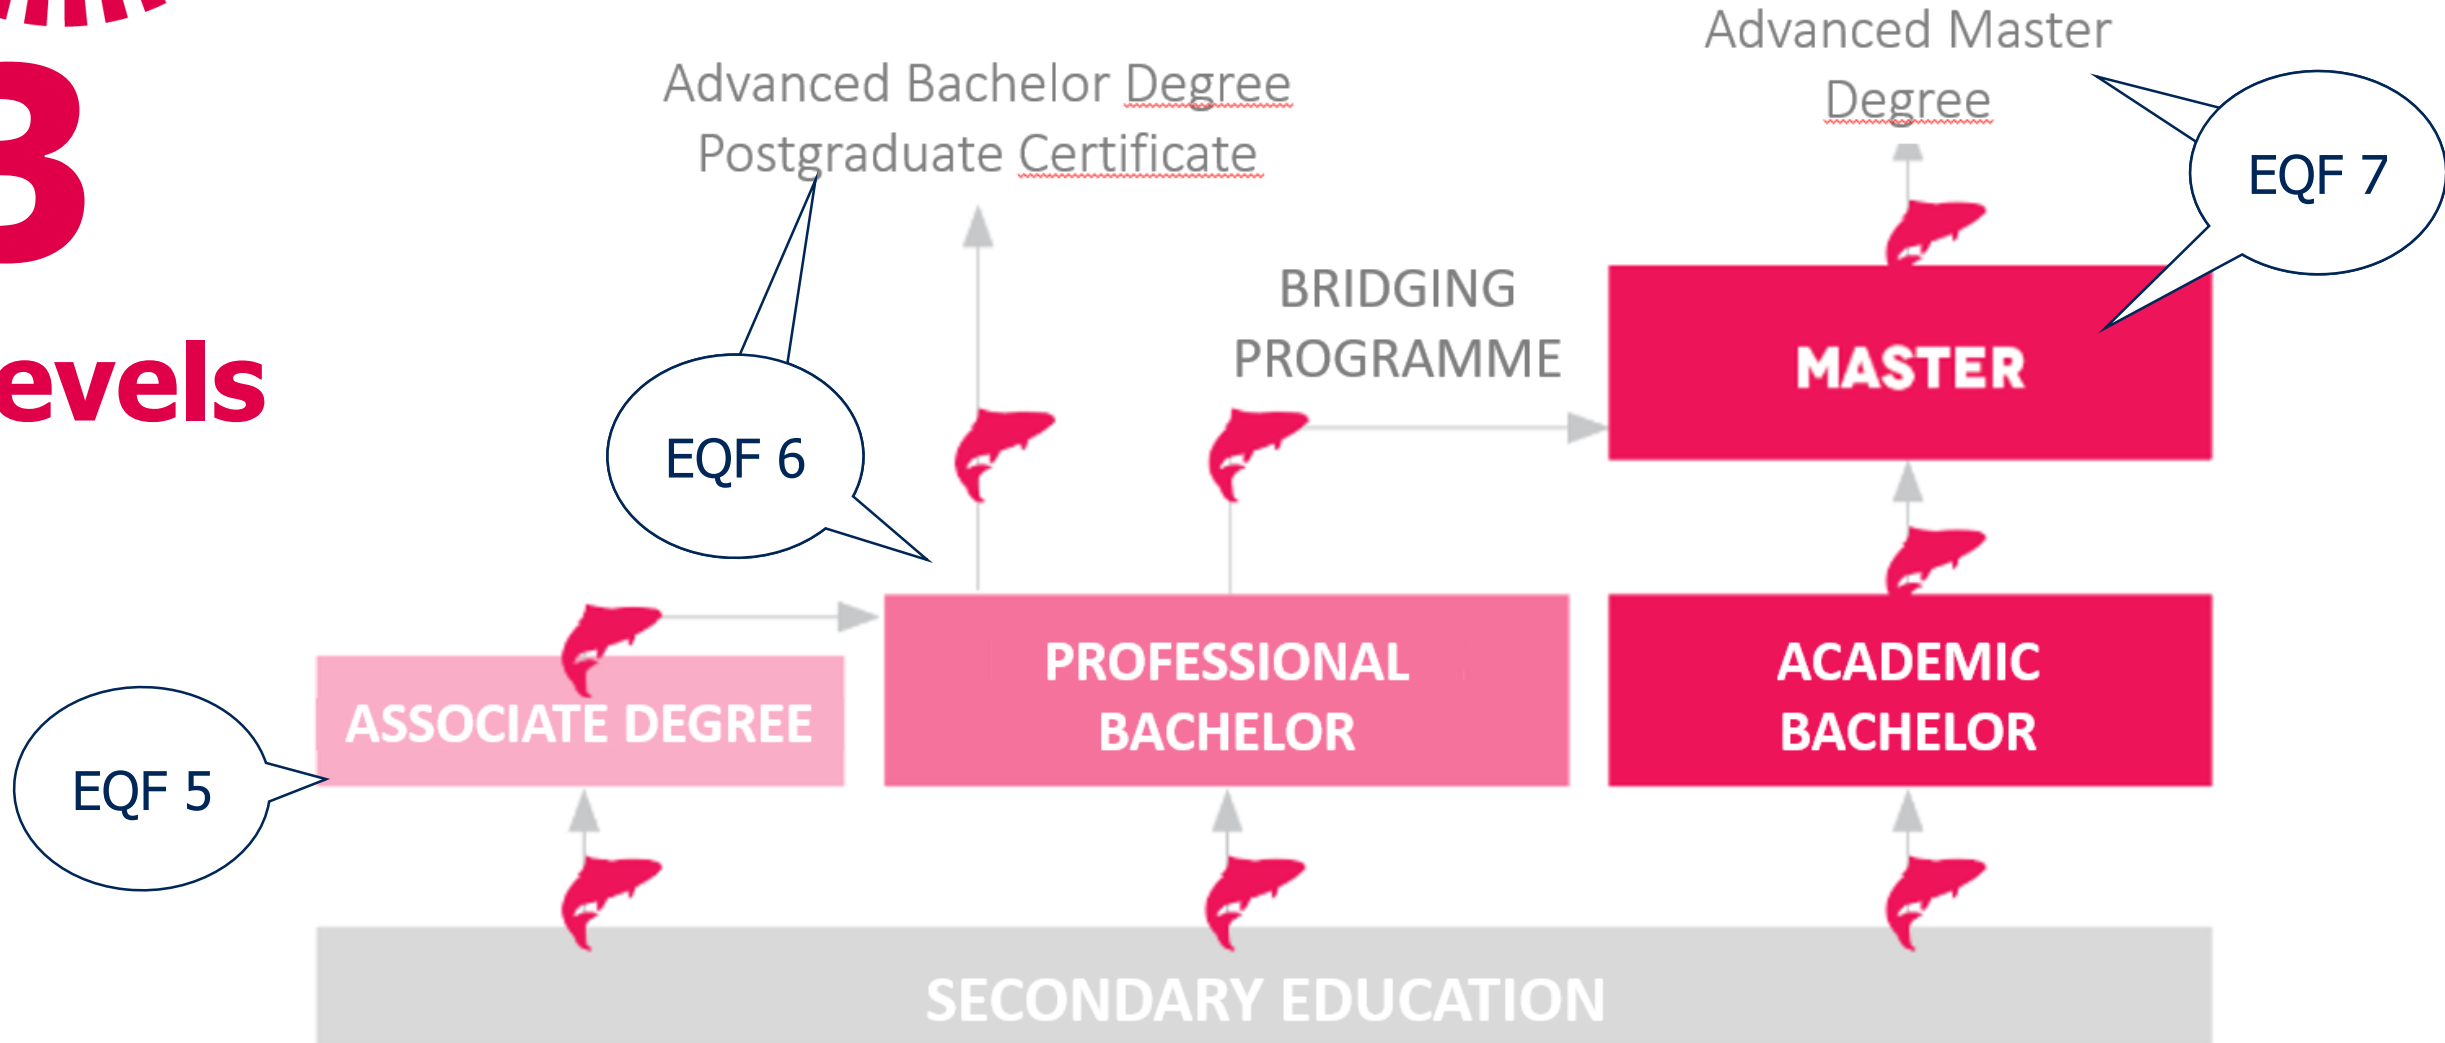 3
evels
Advanced Bachelor Degree
Postgraduate Certificate
Advanced Master
Degree
EQF 7
BRIDGING
PROGRAMME
MASTER
EQF 6
PROFESSIONAL
BACHELOR
ACADEMIC
BACHELOR
ASSOCIATE DEGREE
EQF 5
SECONDARY EDUCATION